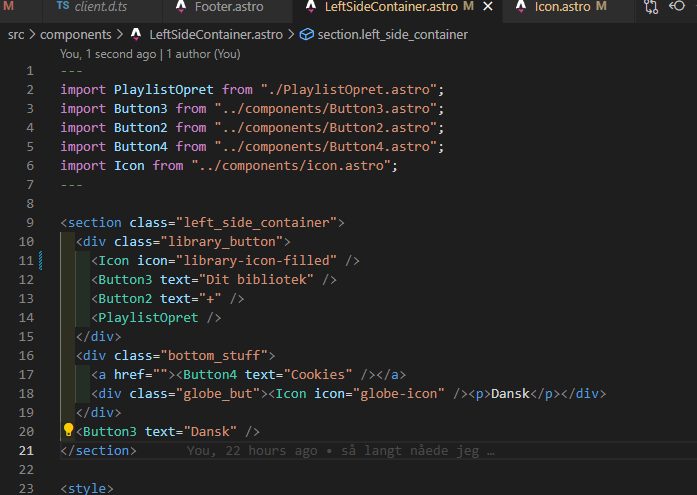 M client.d.ts Footer.astro LeftSideContainer.astro M Icon.astro M
src > components > LeftSideContainer.astro > section.left_side_container
You, 1 second ago | 1 author (You)
1 ---
2 import PlaylistOpret from "./PlaylistOpret.astro";
3 import Button3 from "../components/Button3.astro";
4 import Button2 from "../components/Button2.astro";
5 import Button4 from "../components/Button4.astro";
6 import Icon from "../components/icon.astro";
7 ---
8
9 <section class="left_side_container">
10 <div class="library_button">
11 <Icon icon="library-icon-filled" />
12 <Button3 text="Dit bibliotek" />
13 <Button2 text="+" />
14 <PlaylistOpret />
15 </div>
16 <div class="bottom_stuff">
17 <a href=""><Button4 text="Cookies" /></a>
18 <div class="globe_but"><Icon icon="globe-icon" /><p>Dansk</p></div>
19 </div>
20 <Button3 text="Dansk" />
21 </section> You, 22 hours ago • så langt nåede jeg …
22
23 <style>